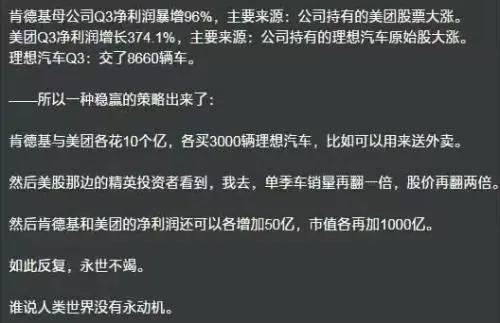 肯德基母公司Q3净利润暴增96%，主要来源：公司持有的美团股票大涨。
美团Q3净利润增长374.1%，主要来源：公司持有的理想汽车原始股大涨。
理想汽车Q3：交了8660辆车。
——所以一种稳赢的策略出来了：
肯德基与美团各花10个亿，各买3000辆理想汽车，比如可以用来送外卖。
然后美股那边的精英投资者看到，我去，单季车销量再翻一倍，股价再翻两倍。
然后肯德基和美团的净利润还可以各增加50亿，市值各再加1000亿。
如此反复，永世不竭。
谁说人类世界没有永动机。